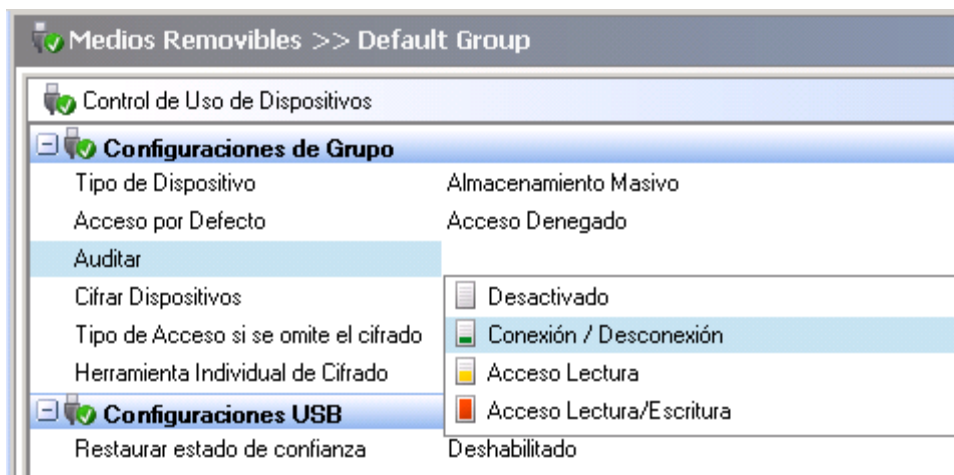 Medios Removibles >> Default Group
Control de Uso de Dispositivos
Configuraciones de Grupo
Tipo de Dispositivo Almacenamiento Masivo
Acceso por Defecto Acceso Denegado
Auditar
Cifrar Dispositivos Desactivado
Tipo de Acceso si se omite el cifrado Conexión / Desconexión
Herramienta Individual de Cifrado Acceso Lectura
Configuraciones USB Acceso Lectura/Escritura
Restaurar estado de confianza Deshabilitado